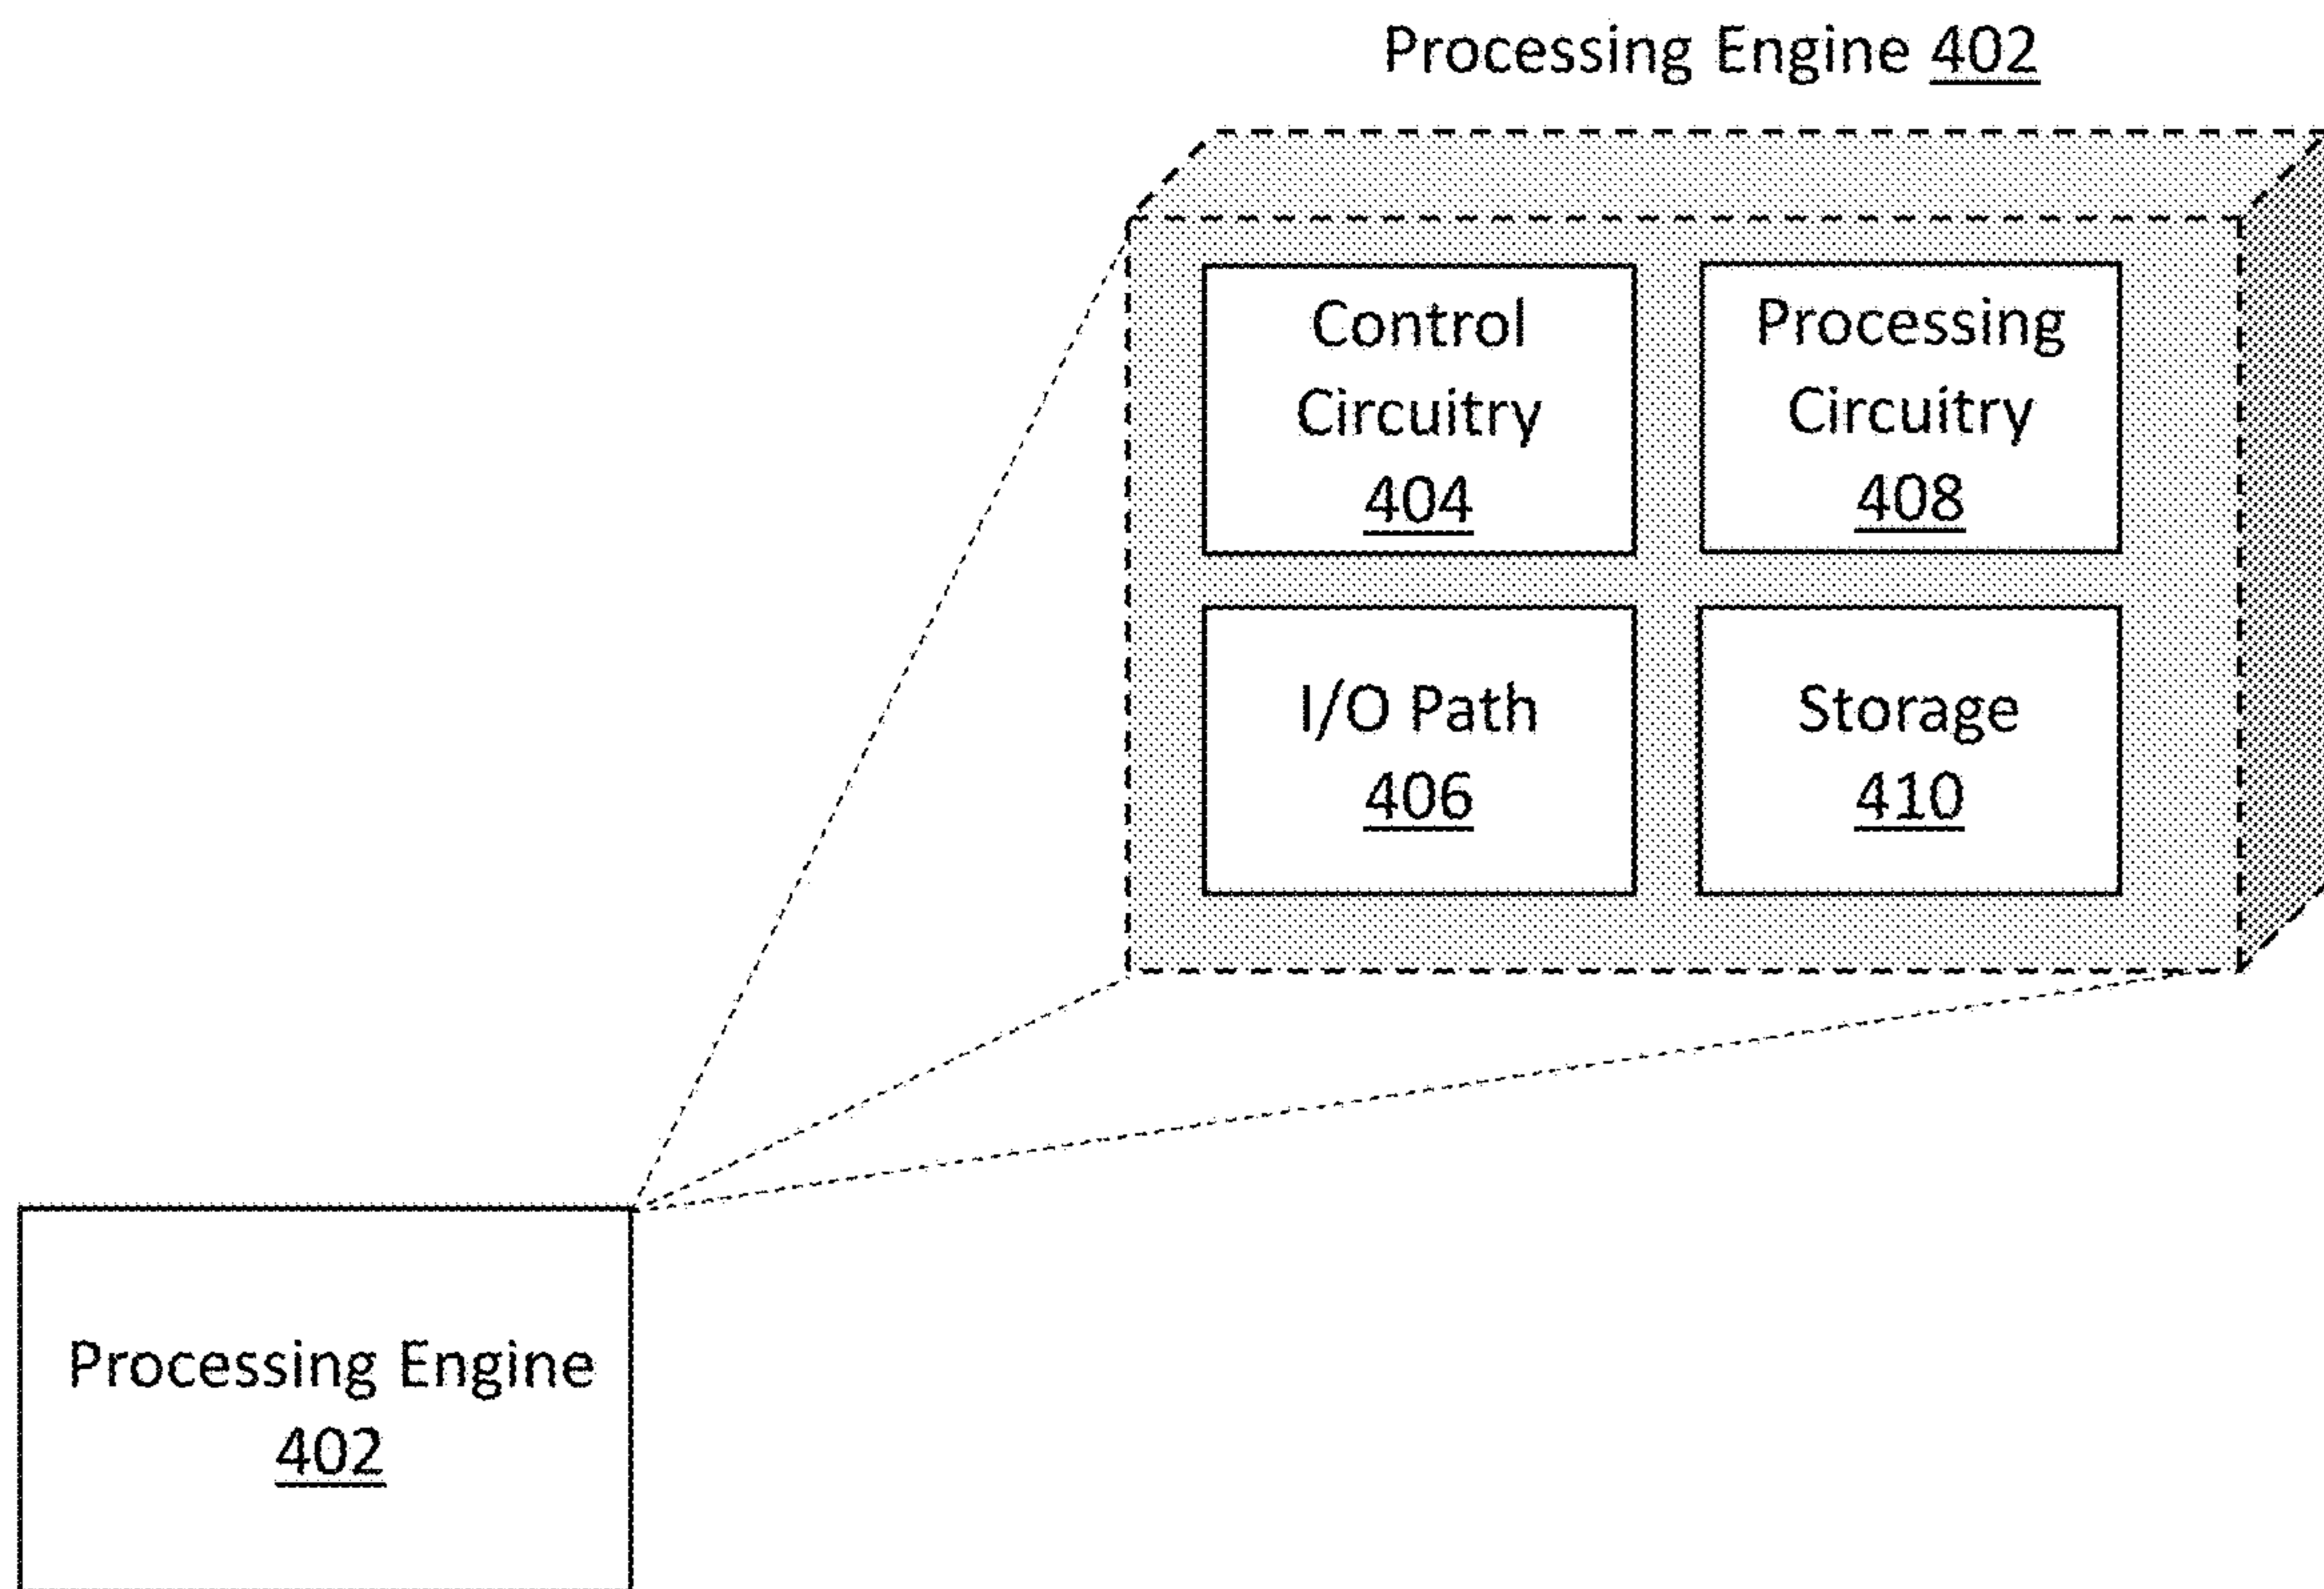 Processing Engine 402
Control
Circuitry
404
Processing
Circuitry
408
I/O Path
406
Storage
410
Processing Engine
402